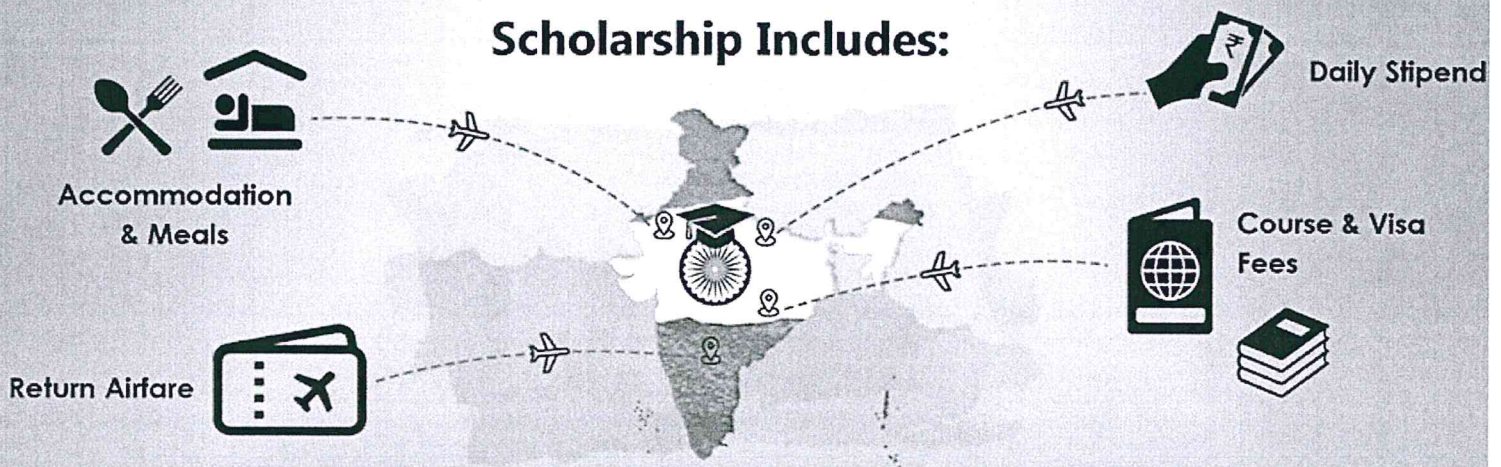 Scholarship Includes:
Accommodation
& Meals
₹
Daily Stipend
Course & Visa
Fees
Return Airfare